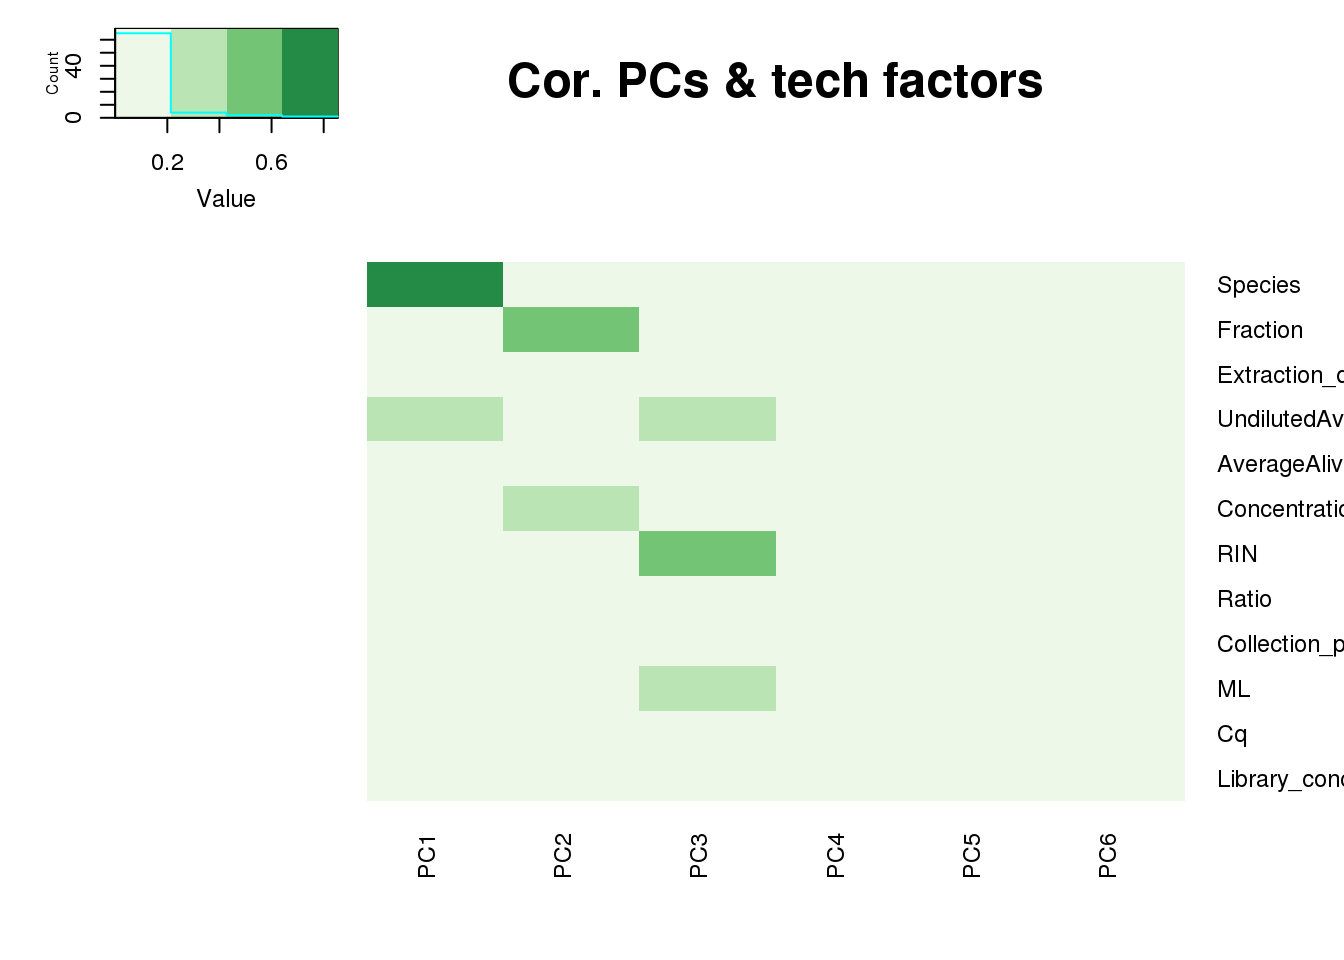 Count
0
40
0.2
0.6
Value
Cor. PCs & tech factors
Species
Fraction
Extraction_
UndilutedAv
AverageAliv
Concentratio
RIN
Ratio
Collection_p
ML
Cq
Library_conc
PC1
PC2
PC3
PC4
PC5
PC6